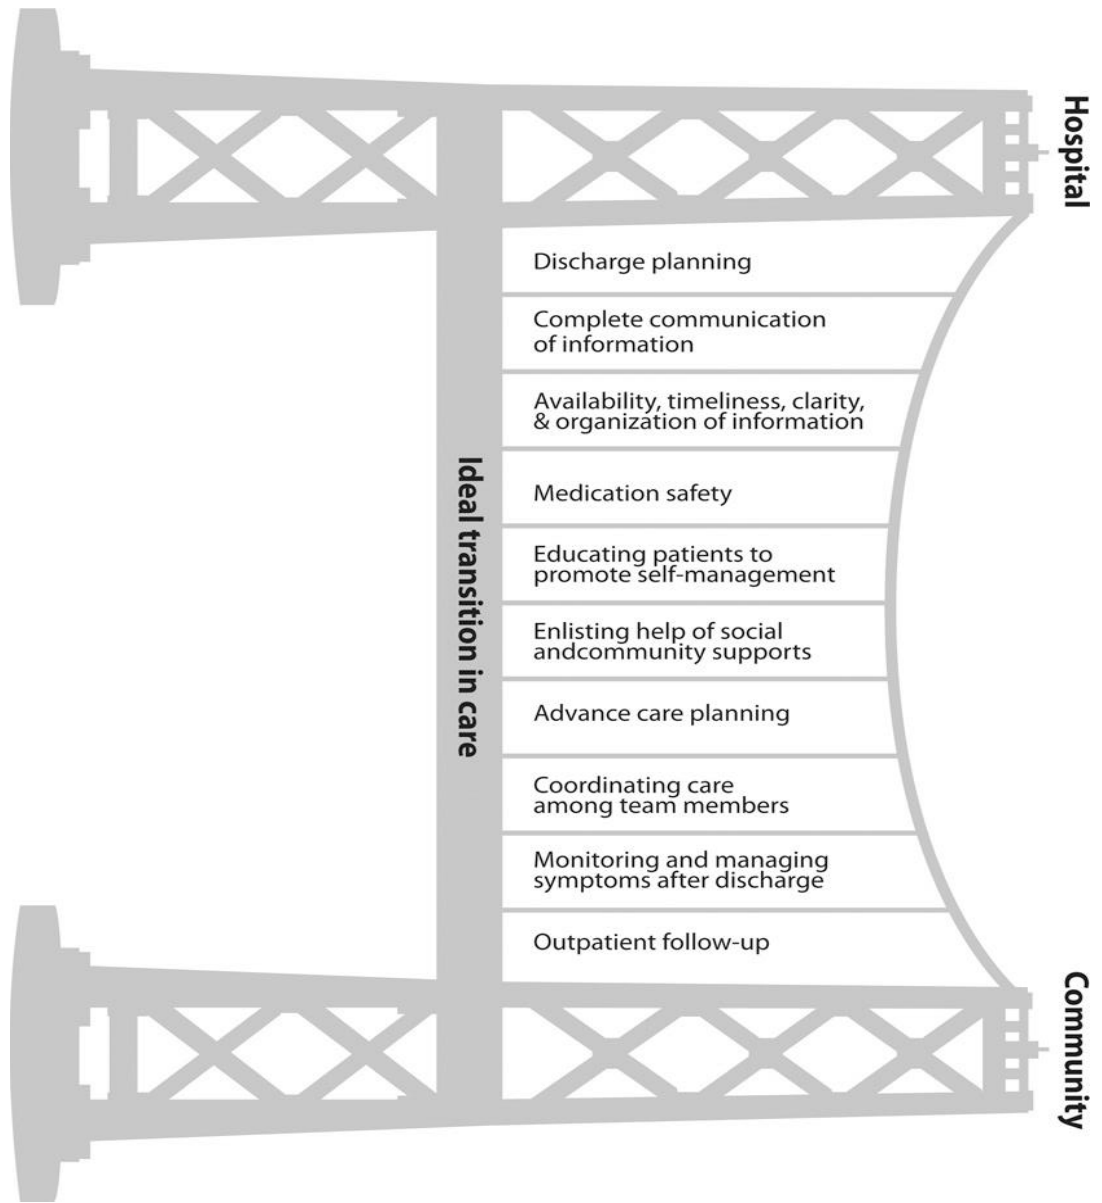 Hospital
Discharge planning
Complete communication
of information
Availability, timeliness, clarity,
& organization of information
Medication safety
Educating patients to
promote self-management
Enlisting help of social
andcommunity supports
Advance care planning
Coordinating care
among team members
Monitoring and managing
symptoms after discharge
Outpatient follow-up
Ideal transition in care
Community